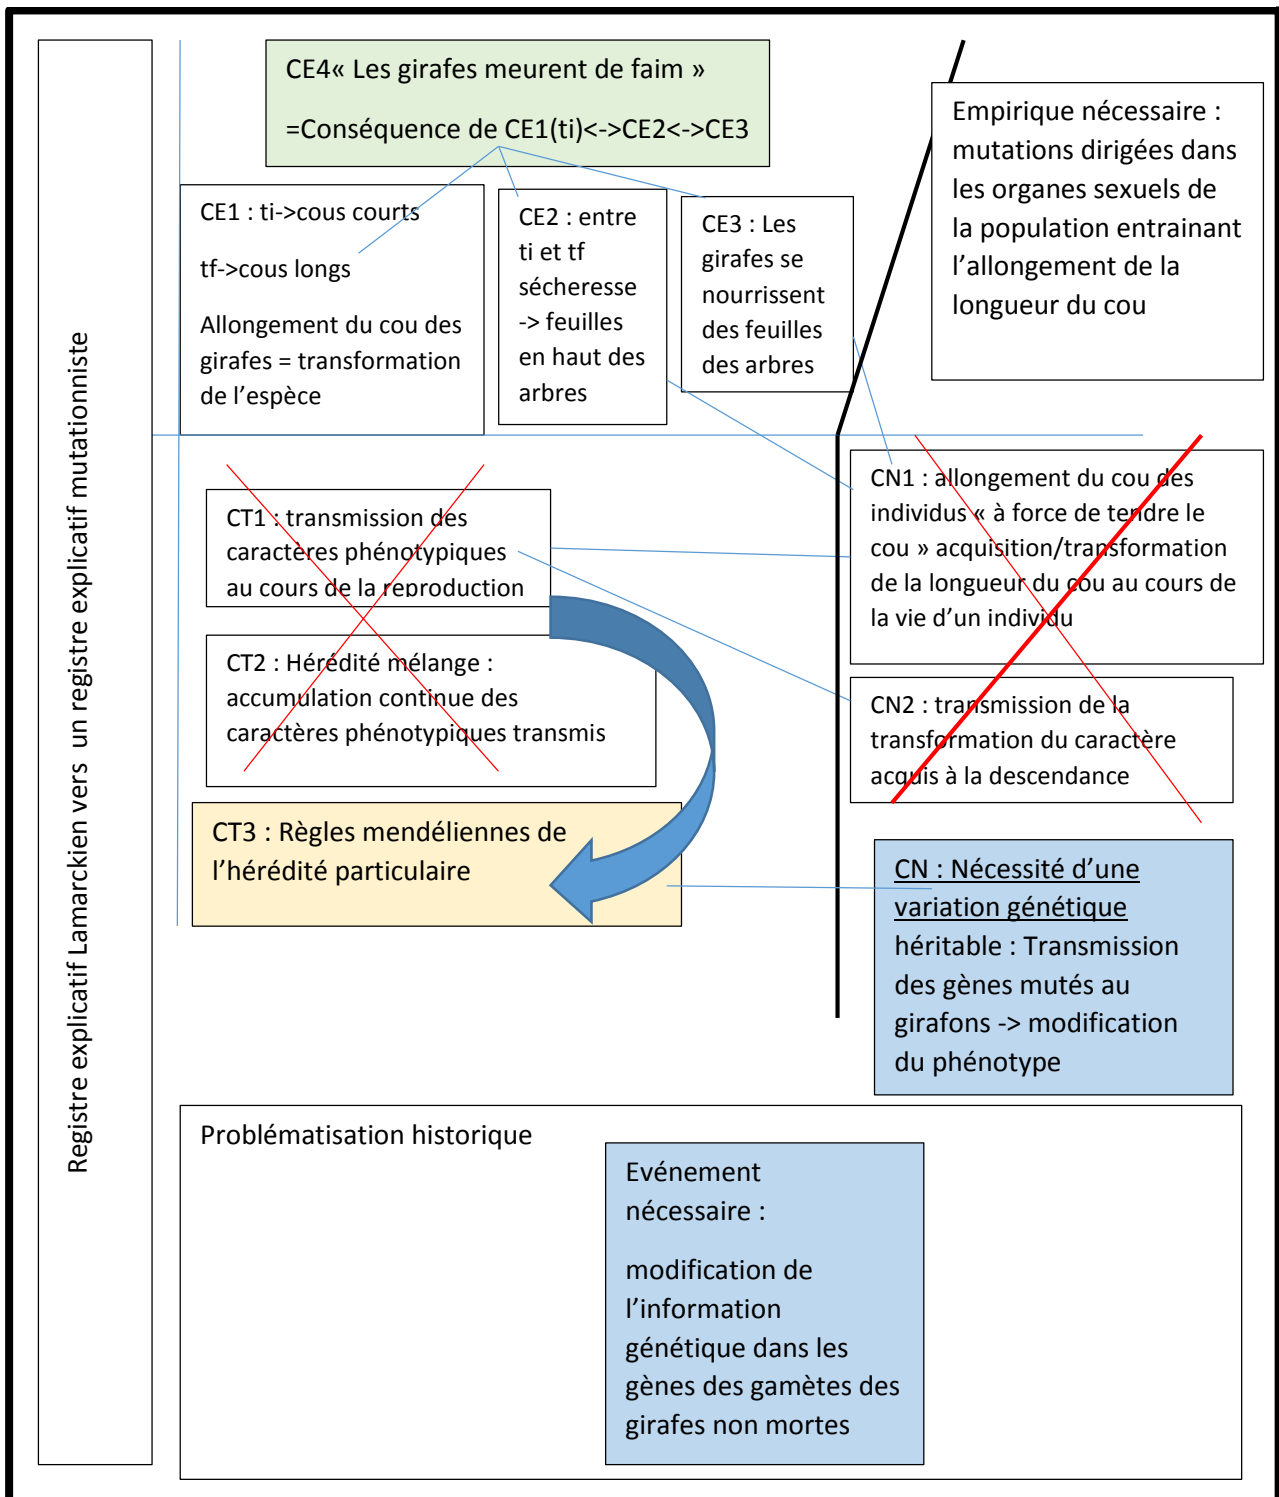 Registre explicatif Lamarckien vers  un registre explicatif mutationniste
CE4« Les girafes meurent de faim »
=Conséquence de CE1(ti)<->CE2<->CE3
CE1 : ti->cous courts
tf->cous longs
Allongement du cou des
girafes = transformation
de l’espèce
CE2 : entre
ti et tf
sécheresse
-> feuilles
en haut des
arbres
CE3 : Les
girafes se
nourrissent
des feuilles
des arbres
Empirique nécessaire :
mutations dirigées dans
les organes sexuels de
la population entrainant
l’allongement de la
longueur du cou
CT1 : transmission des
caractères phénotypiques
au cours de la reproduction
CT2 : Hérédité mélange :
accumulation continue des
caractères phénotypiques transmis
CT3 : Règles mendéliennes de
l’hérédité particulaire
CN1 : allongement du cou des
individus « à force de tendre le
cou » acquisition/transformation
de la longueur du cou au cours de
la vie d’un individu
CN2 : transmission de la
transformation du caractère
acquis à la descendance
CN : Nécessité d’une
variation génétique
héritable : Transmission
des gènes mutés au
girafons -> modification
du phénotype
Problématisation historique
Evénement
nécessaire :
modification de
l’information
génétique dans les
gènes des gamètes des
girafes non mortes